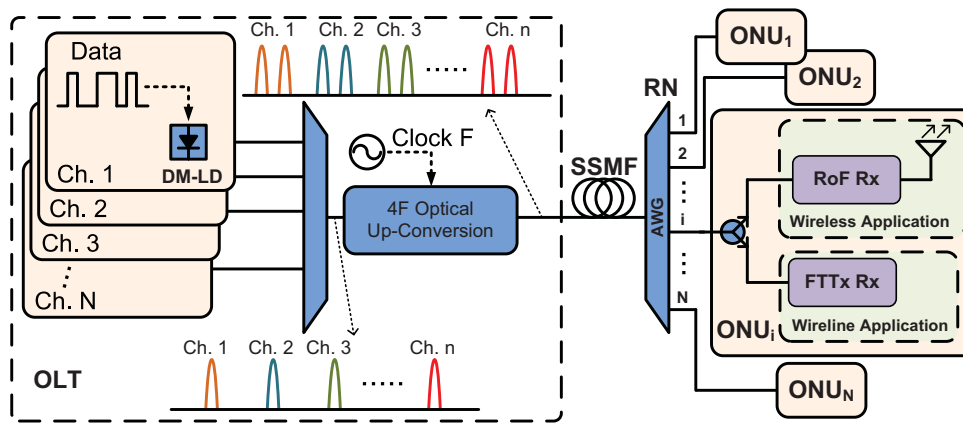 Ch. 1 Ch. 2 Ch. 3 Ch. n
Data
DM-LD
Ch. 1
Ch. 2
Ch. 3
Ch. N
Clock F
4F Optical
Up-Conversion
Ch. 1 Ch. 2 Ch. 3 Ch. n
OLT
SSMF
RN
AWG
1
2
i
N
ONU1
ONU2
RoF Rx
Wireless Application
FTTx Rx
Wireline Application
ONUi
ONUN